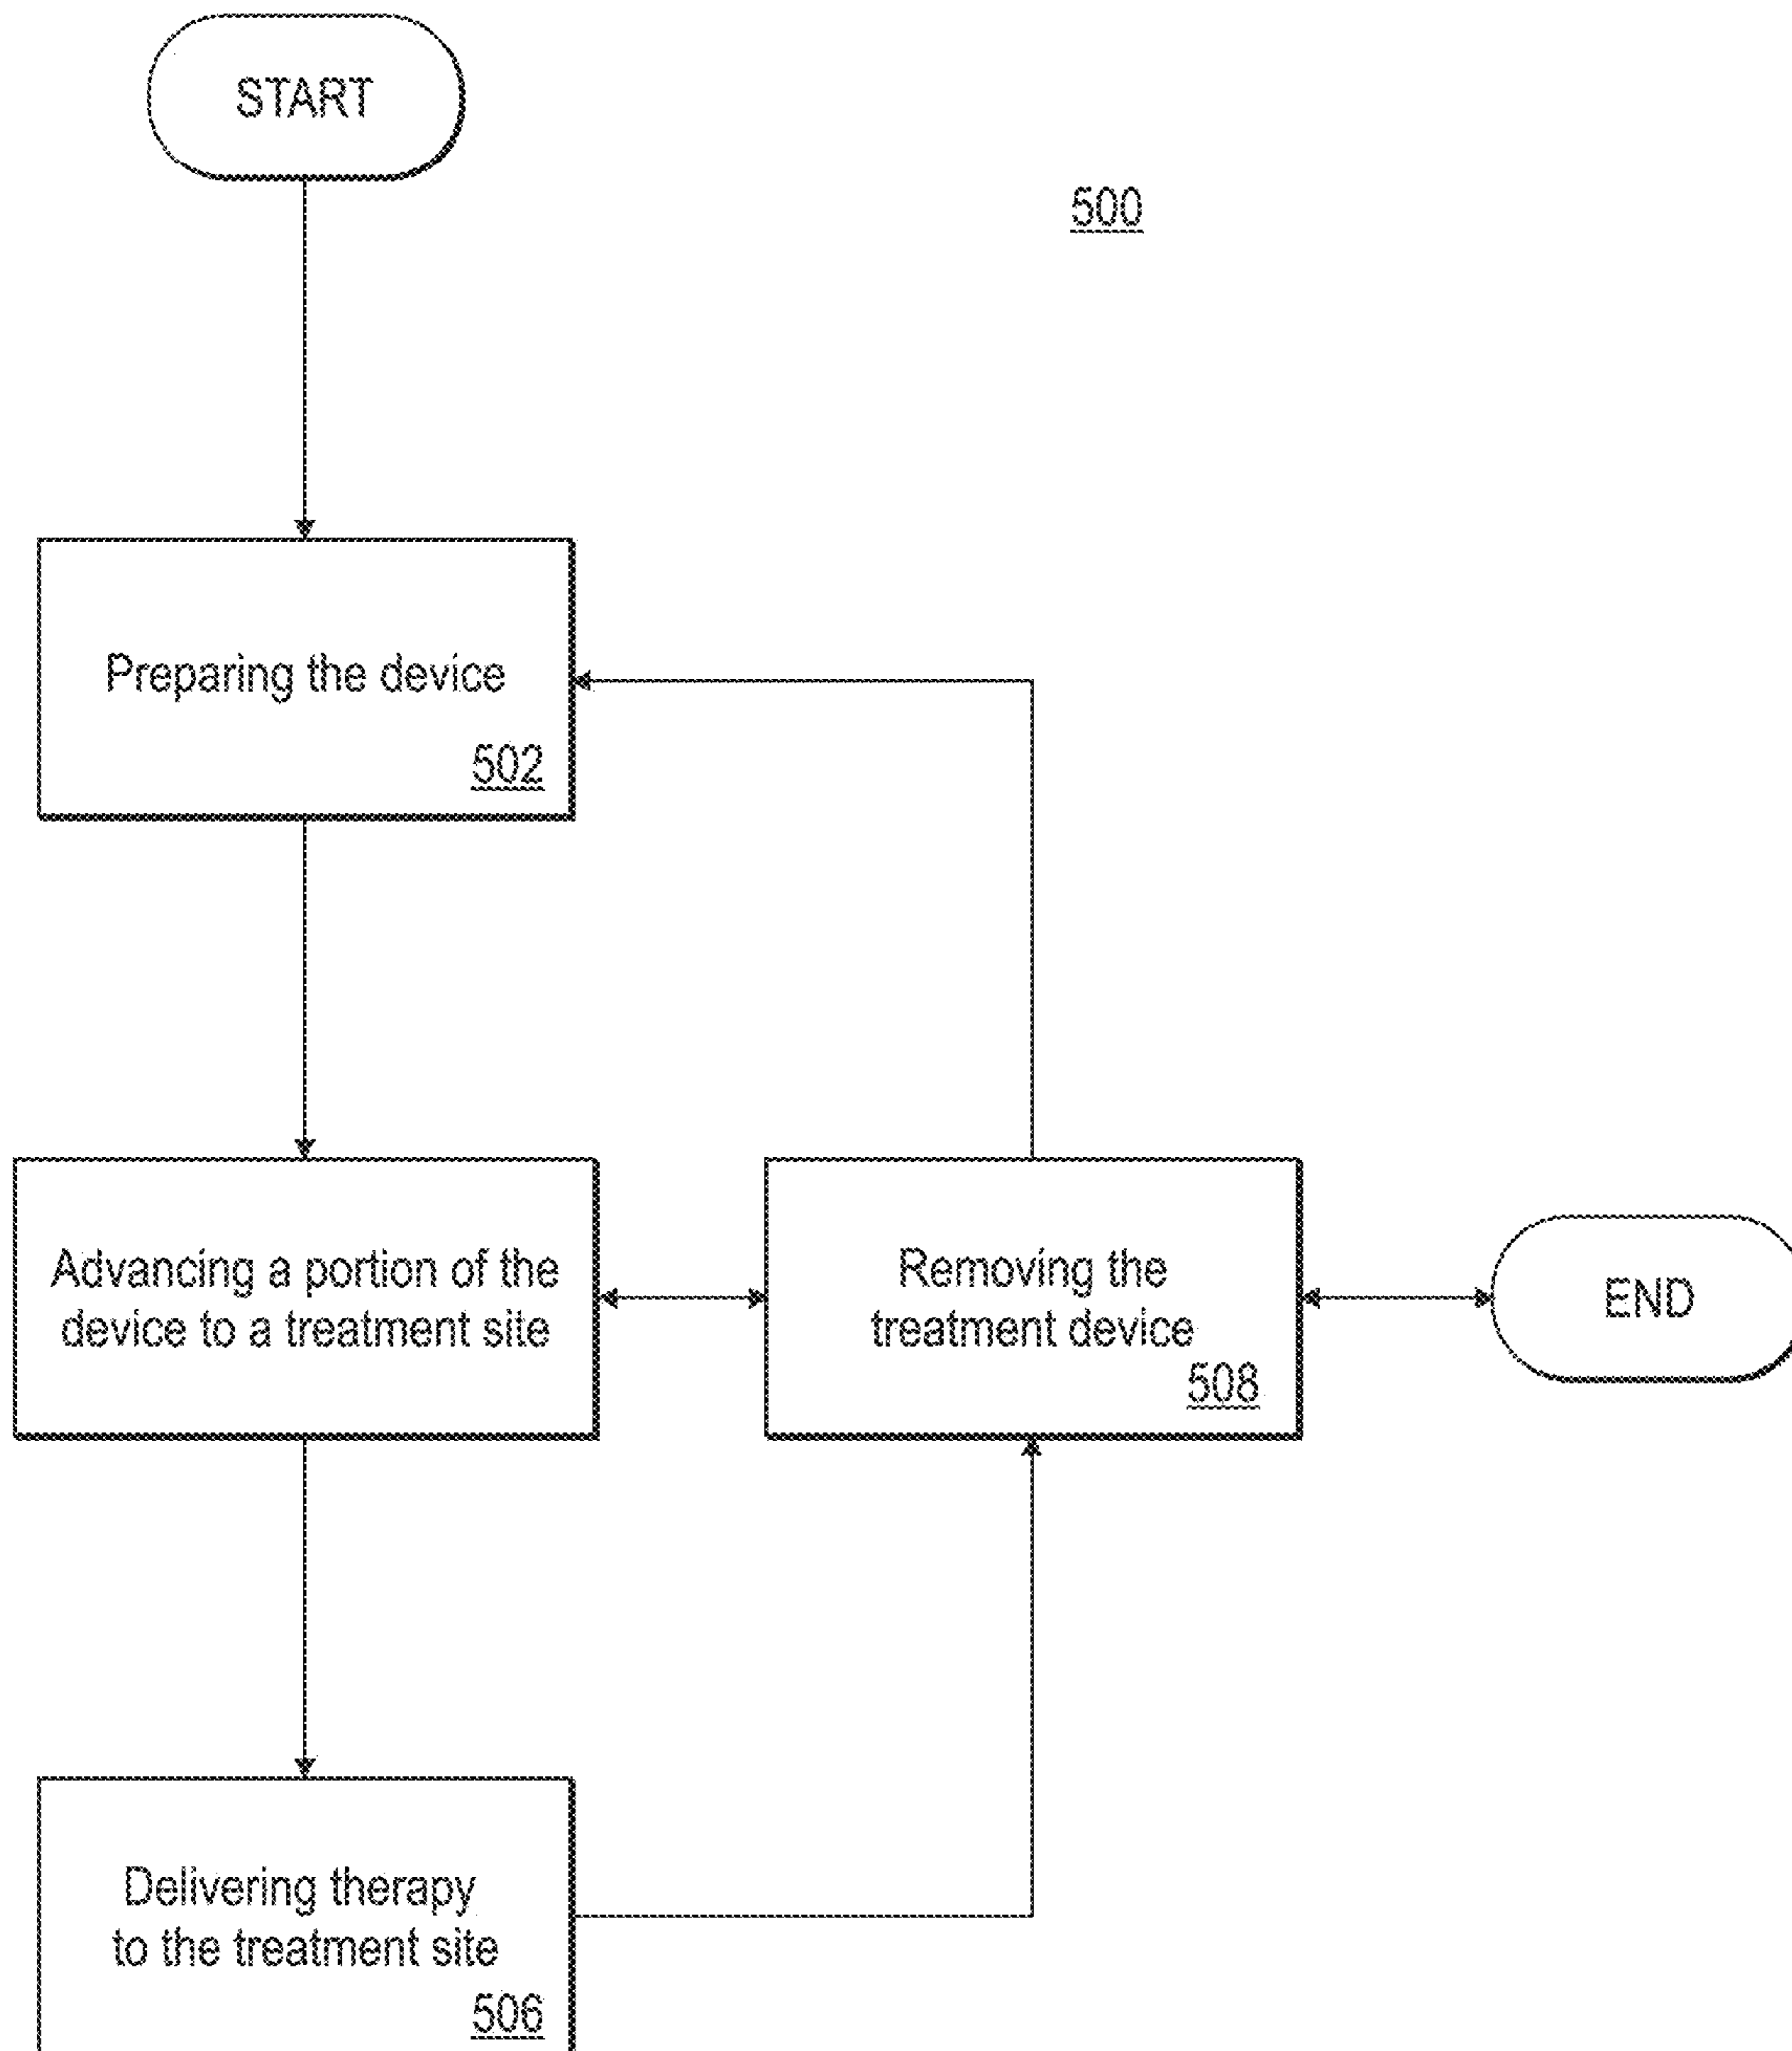 START
500
Preparing the device
502
Advancing a portion of the
device to a treatment site
Removing the
treatment device
508
END
Delivering therapy
to the treatment site
506